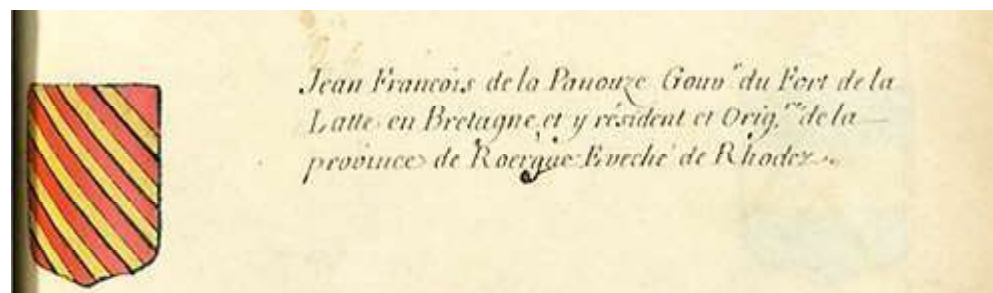 Jean François de la Panouze Gouv.r du Fort de la
Latte en Bretagne, et y résident et Orig.re de la
province de Roergue Eveché de Rhodez.